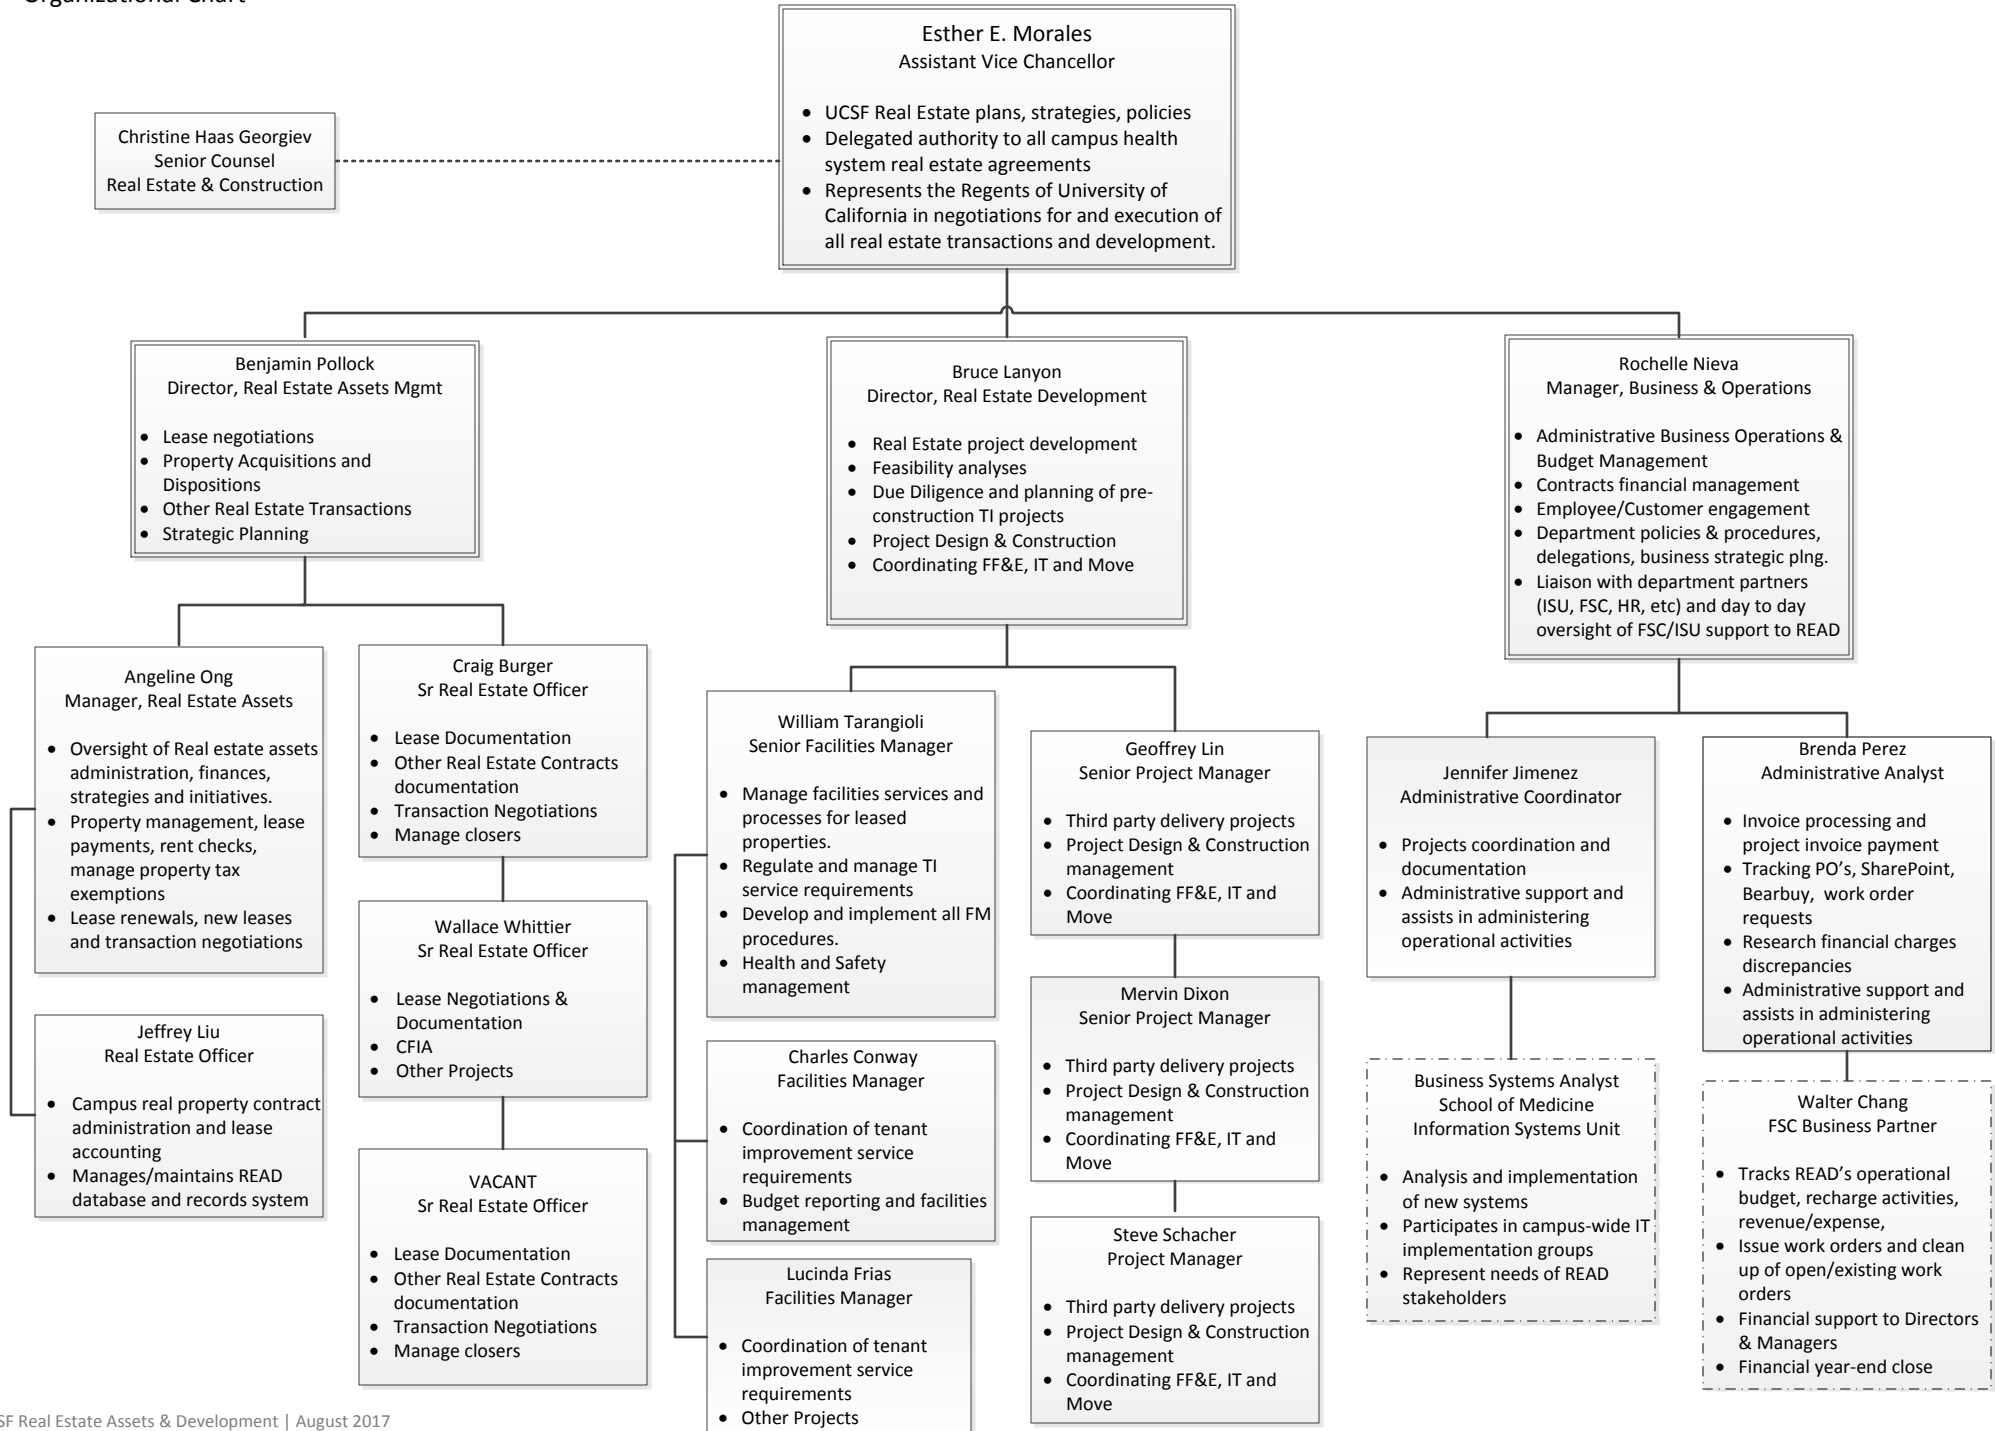 Organizational Chart
Esther E. Morales
Assistant Vice Chancellor
• UCSF Real Estate plans, strategies, policies
• Delegated authority to all campus health
system real estate agreements
• Represents the Regents of University of
California in negotiations for and execution of
all real estate transactions and development.
Christine Haas Georgiev
Senior Counsel
Real Estate & Construction
Benjamin Pollock
Director, Real Estate Assets Mgmt
• Lease negotiations
• Property Acquisitions and
Dispositions
• Other Real Estate Transactions
• Strategic Planning
Bruce Lanyon
Director, Real Estate Development
• Real Estate project development
• Feasibility analyses
• Due Diligence and planning of pre-
construction TI projects
• Project Design & Construction
• Coordinating FF&E, IT and Move
Rochelle Nieva
Manager, Business & Operations
• Administrative Business Operations &
Budget Management
• Contracts financial management
• Employee/Customer engagement
• Department policies & procedures,
delegations, business strategic plng.
• Liaison with department partners
(ISU, FSC, HR, etc) and day to day
oversight of FSC/ISU support to READ
Angeline Ong
Manager, Real Estate Assets
• Oversight of Real estate assets
administration, finances,
strategies and initiatives.
• Property management, lease
payments, rent checks,
manage property tax
exemptions
• Lease renewals, new leases
and transaction negotiations
Jeffrey Liu
Real Estate Officer
• Campus real property contract
administration and lease
accounting
• Manages/maintains READ
database and records system
Craig Burger
Sr Real Estate Officer
• Lease Documentation
• Other Real Estate Contracts
documentation
• Transaction Negotiations
• Manage closers
Wallace Whittier
Sr Real Estate Officer
• Lease Negotiations &
Documentation
• CFIA
• Other Projects
VACANT
Sr Real Estate Officer
• Lease Documentation
• Other Real Estate Contracts
documentation
• Transaction Negotiations
• Manage closers
William Tarangioli
Senior Facilities Manager
• Manage facilities services and
processes for leased
properties.
• Regulate and manage TI
service requirements
• Develop and implement all FM
procedures.
• Health and Safety
management
Charles Conway
Facilities Manager
• Coordination of tenant
improvement service
requirements
• Budget reporting and facilities
management
Lucinda Frias
Facilities Manager
• Coordination of tenant
improvement service
requirements
• Other Projects
Geoffrey Lin
Senior Project Manager
• Third party delivery projects
• Project Design & Construction
management
• Coordinating FF&E, IT and
Move
Mervin Dixon
Senior Project Manager
• Third party delivery projects
• Project Design & Construction
management
• Coordinating FF&E, IT and
Move
Steve Schacher
Project Manager
• Third party delivery projects
• Project Design & Construction
management
• Coordinating FF&E, IT and
Move
Jennifer Jimenez
Administrative Coordinator
• Projects coordination and
documentation
• Administrative support and
assists in administering
operational activities
Business Systems Analyst
School of Medicine
Information Systems Unit
• Analysis and implementation
of new systems
• Participates in campus-wide IT
implementation groups
• Represent needs of READ
stakeholders
Brenda Perez
Administrative Analyst
• Invoice processing and
project invoice payment
• Tracking PO’s, SharePoint,
Bearbuy, work order
requests
• Research financial charges
discrepancies
• Administrative support and
assists in administering
operational activities
Walter Chang
FSC Business Partner
• Tracks READ’s operational
budget, recharge activities,
revenue/expense,
• Issue work orders and clean
up of open/existing work
orders
• Financial support to Directors
& Managers
• Financial year-end close
SF Real Estate Assets & Development | August 2017